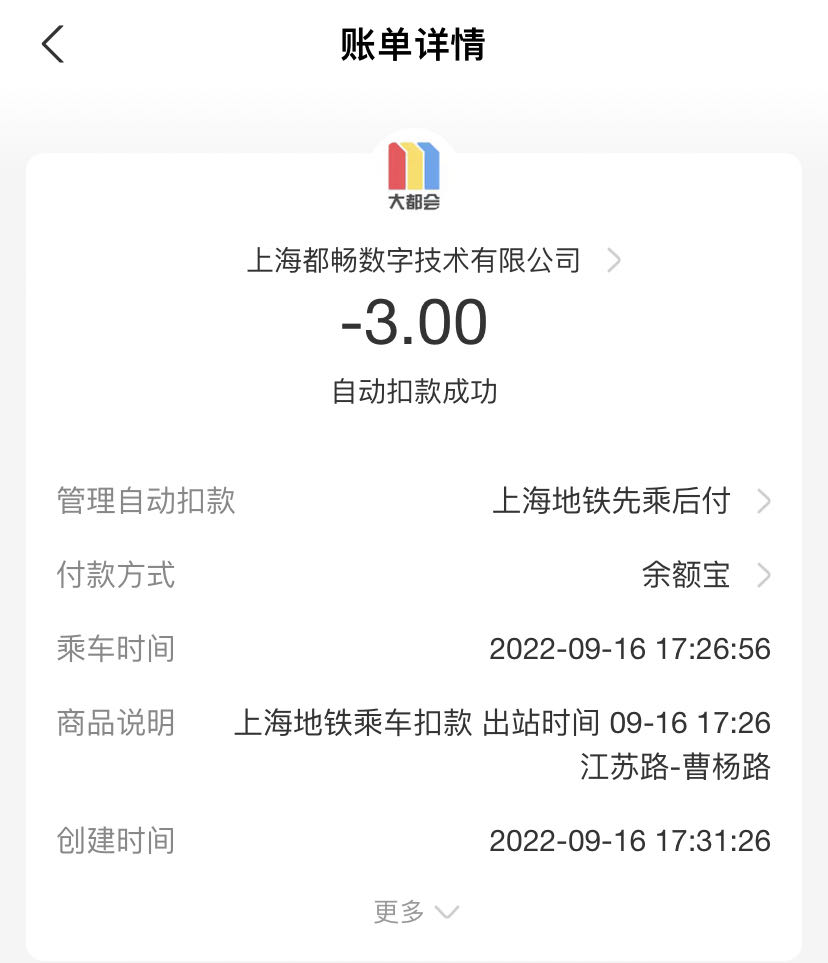 账单详情
大都会
上海都畅数字技术有限公司
-3.00
自动扣款成功
管理自动扣款 上海地铁先乘后付
付款方式 余额宝
乘车时间 2022-09-16 17:26:56
商品说明 上海地铁乘车扣款 出站时间 09-16 17:26
江苏路-曹杨路
创建时间 2022-09-16 17:31:26
更多